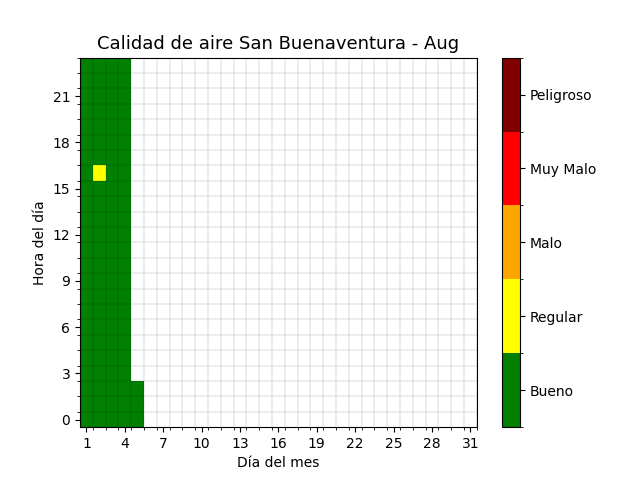 Calidad de aire San Buenaventura - Aug
Hora del día
21
18
15
12
9
6
3
0
1 4 7 10 13 16 19 22 25 28 31
Día del mes
Peligroso
Muy Malo
Malo
Regular
Bueno